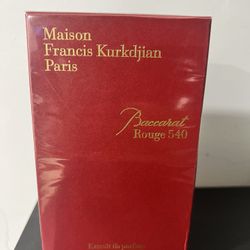 Maison
Francis Kurkdjian
Paris
Baccarat
Rouge 540
Extrait de parfum